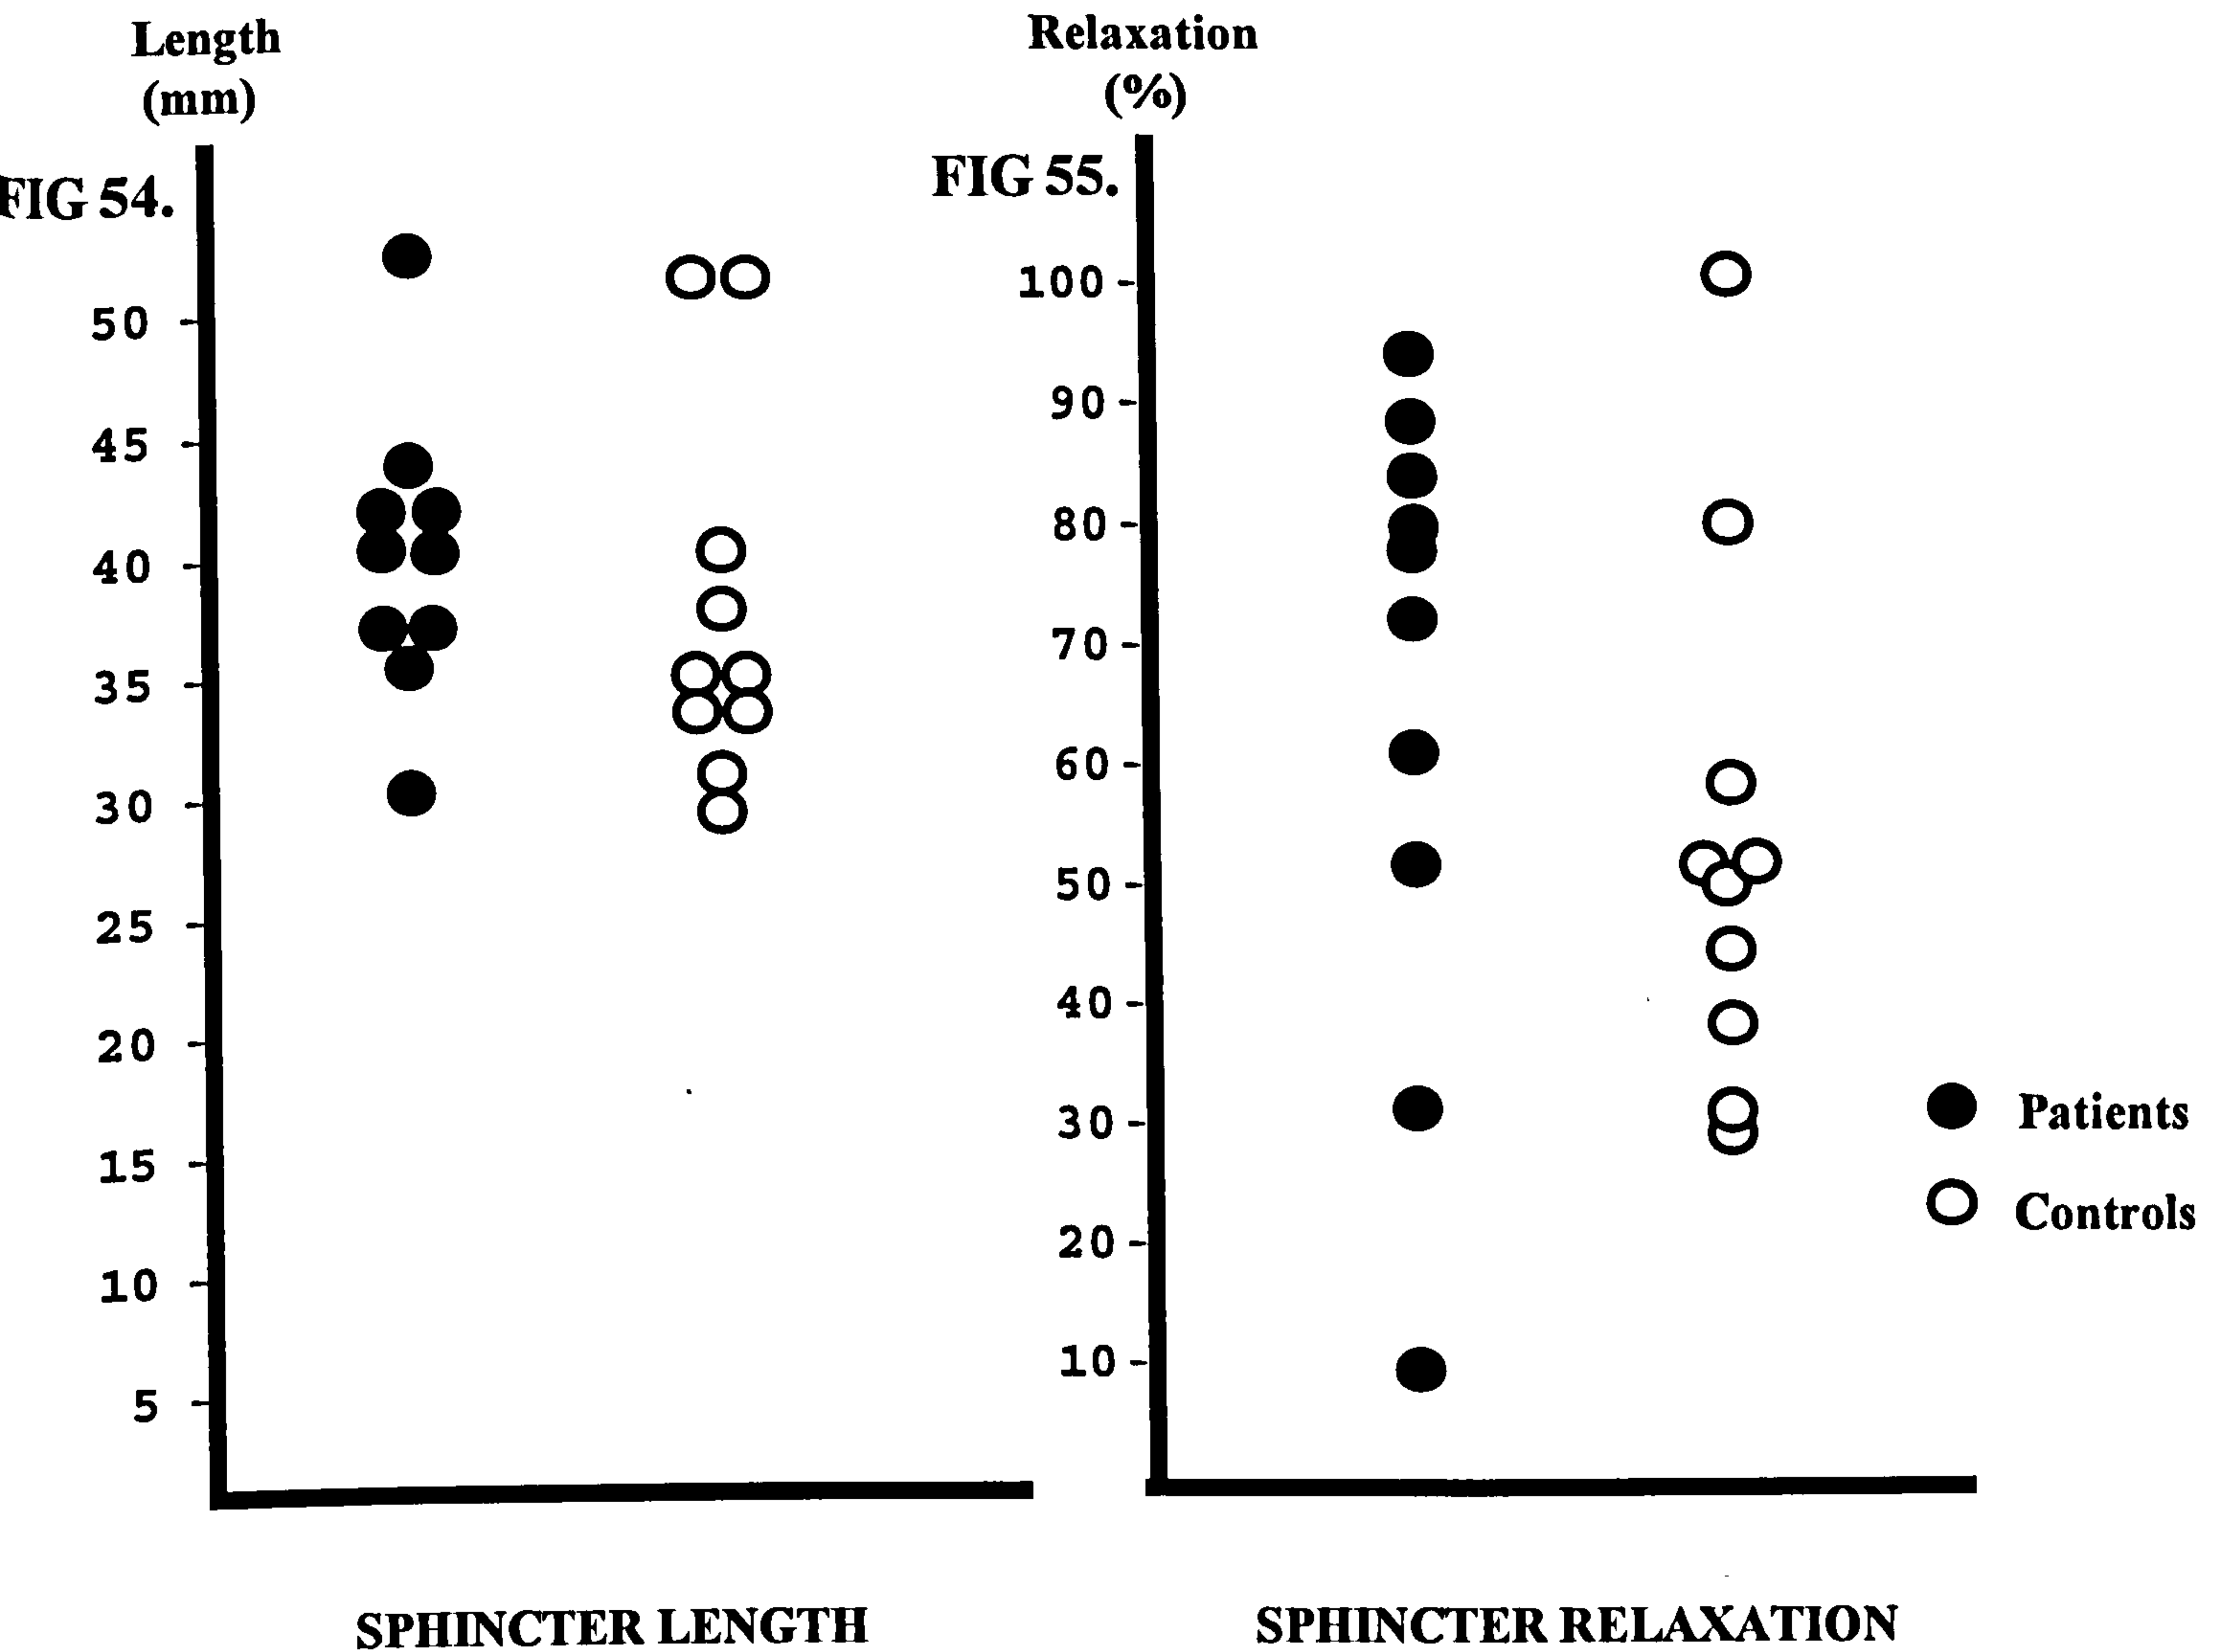 Length
(mm)
FIG 54.
50
45
40
35
30
25
20
15
10
5
SPHINCTER LENGTH
Relaxation
(%)
FIG 55.
100
90
80
70
60
50
40
30
20
10
Patients
Controls
SPHINCTER RELAXATION